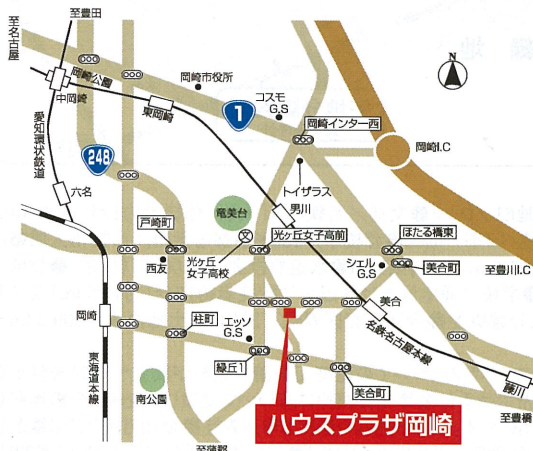 至豊田
至名古屋
248
岡崎公園
岡崎市役所
N
中岡崎
東岡崎
コスモ
G.S
1
岡崎インター西
岡崎I.C
愛知環状鉄道
248
トイザラス
六名
竜美台
男川
戸崎町
光ヶ丘女子高前
ほたる橋東
文
西友
光ヶ丘
女子高校
シェル
G.S
美合町
至豊川I.C
岡崎
美合
柱町
エッソ
G.S
名鉄名古屋本線
東海道本線
緑丘1
美合町
藤川
南公園
ハウスプラザ岡崎
至豊橋
至蒲郡